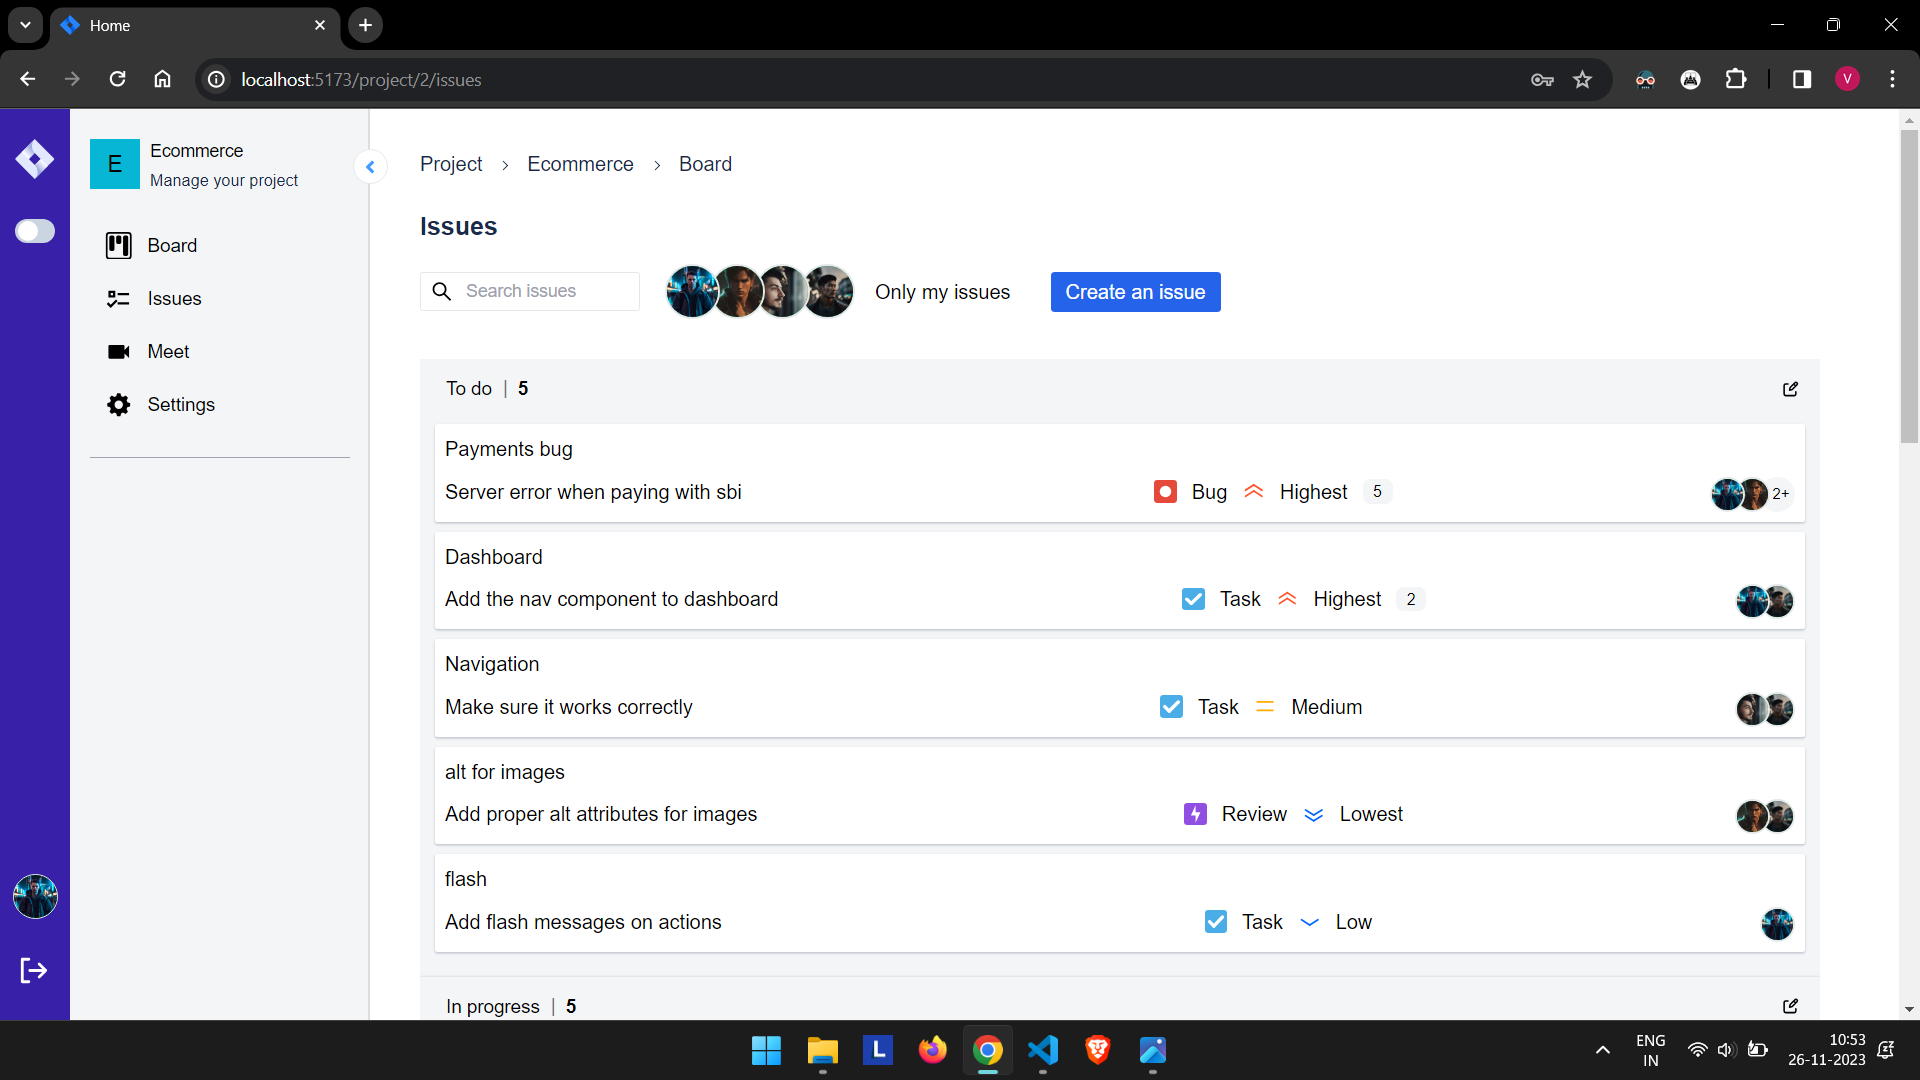 Home
localhost:5173/project/2/issues
V
E
Ecommerce
Manage your project
Board
Issues
Meet
Settings
Project > Ecommerce > Board
Issues
Search issues
Only my issues
Create an issue
To do | 5
Payments bug
Server error when paying with sbi
Bug
Highest
5
2+
Dashboard
Add the nav component to dashboard
Task
Highest
2
Navigation
Make sure it works correctly
Task
Medium
alt for images
Add proper alt attributes for images
Review
Lowest
flash
Add flash messages on actions
Task
Low
In progress | 5
L
ENG
IN
10:53
26-11-2023